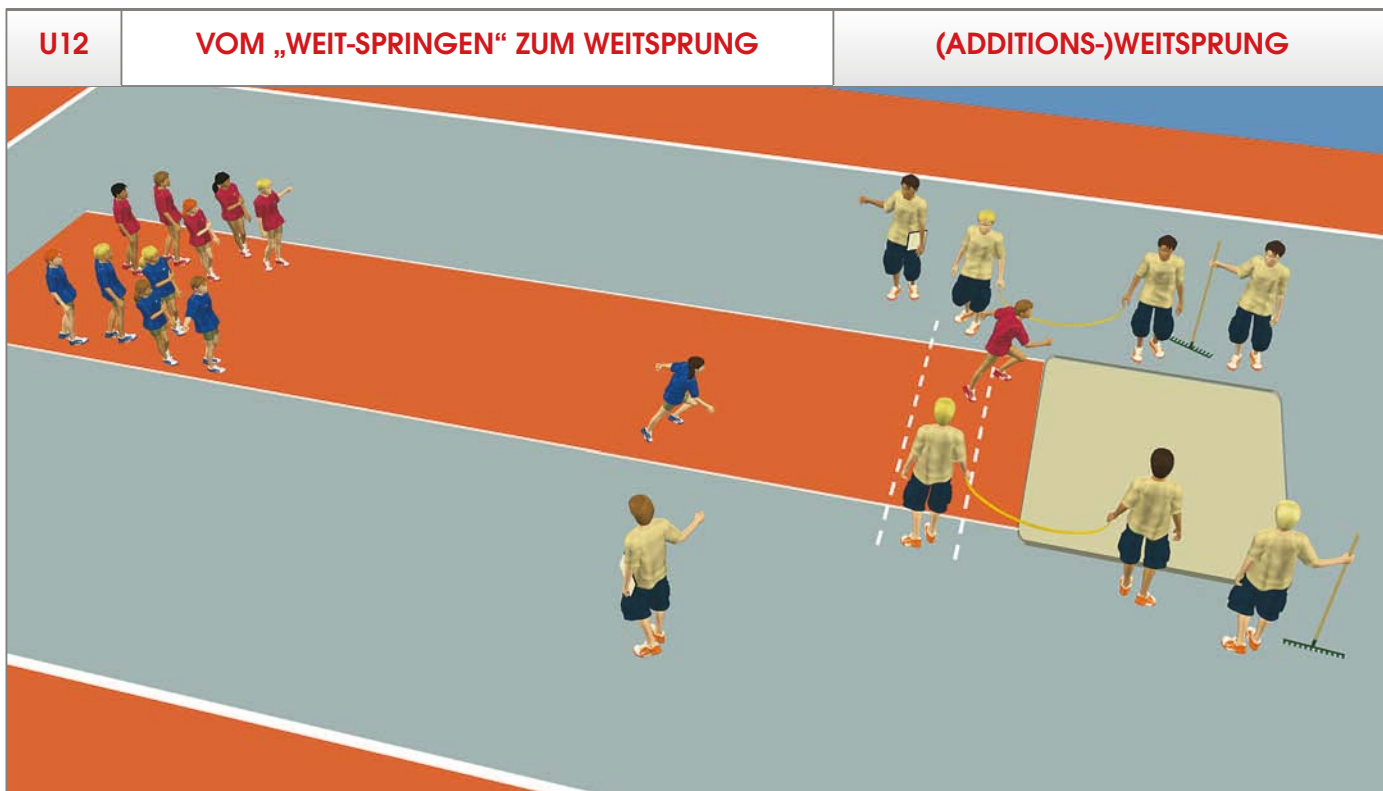 U12
VOM „WEIT-SPRINGEN“ ZUM WEITSPRUNG
(ADDITIONS-)WEITSPRUNG